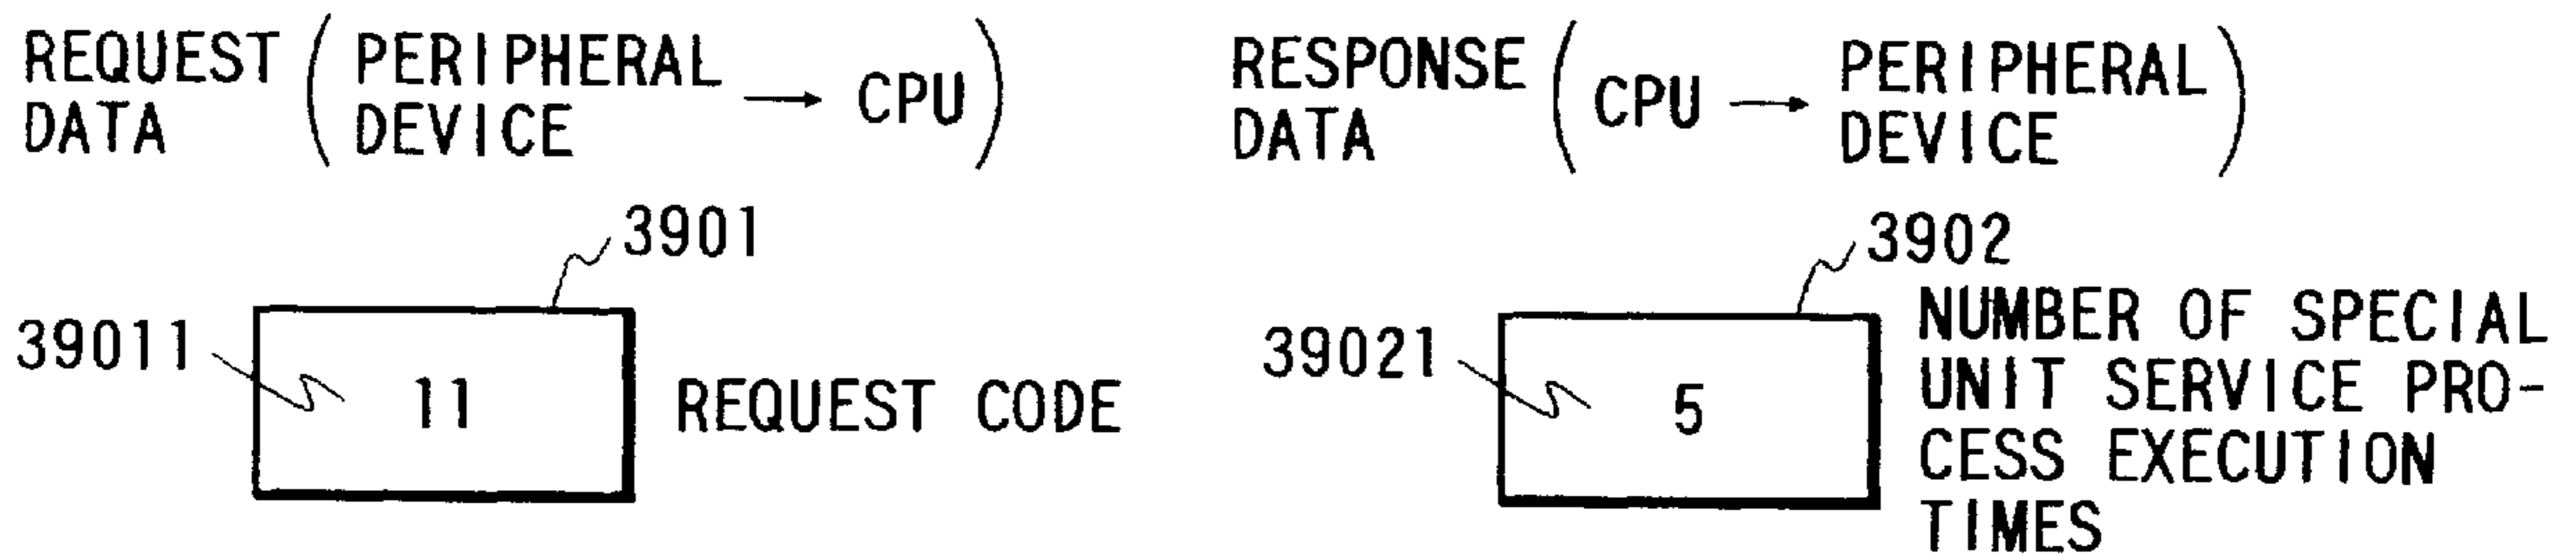 REQUEST DATA ( PERIPHERAL DEVICE → CPU )
3901
39011
11
REQUEST CODE
RESPONSE DATA ( CPU → PERIPHERAL DEVICE )
3902
39021
5
NUMBER OF SPECIAL
UNIT SERVICE PRO-
CESS EXECUTION
TIMES